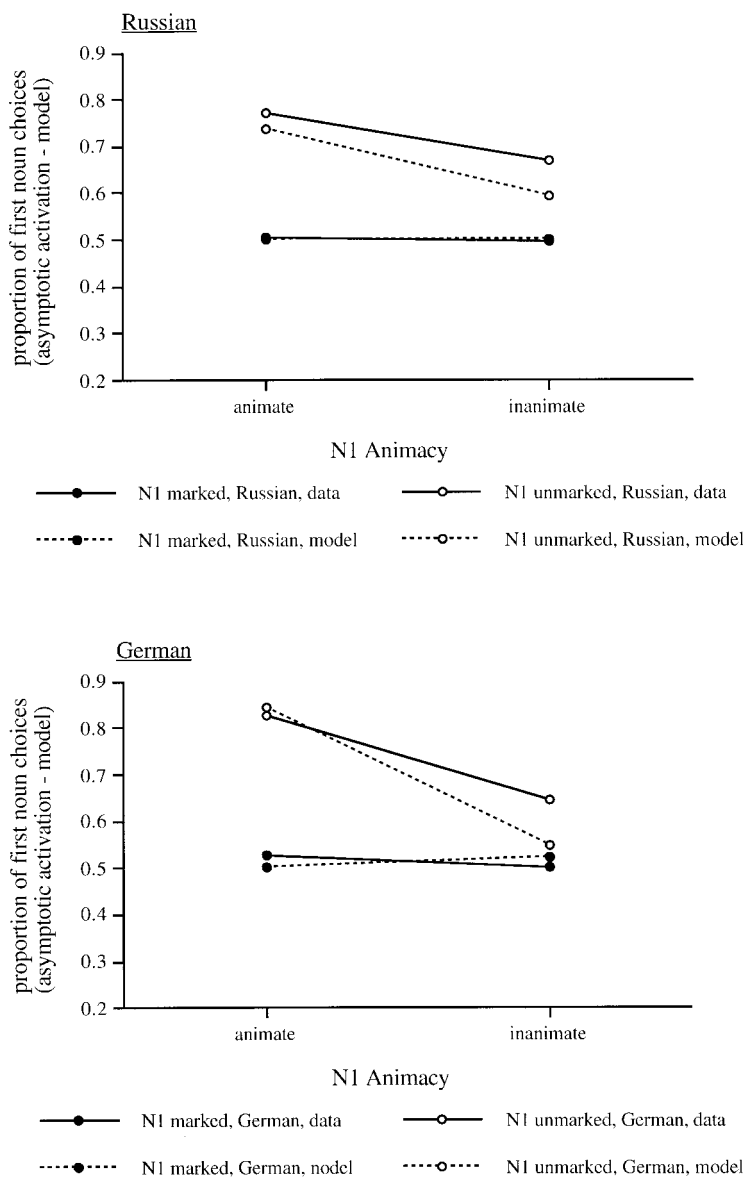 Russian
proportion of first noun choices
(asymptotic activation - model)
0.9
0.8
0.7
0.6
0.5
0.4
0.3
0.2
animate
inanimate
N1 Animacy
N1 marked, Russian, data
N1 unmarked, Russian, data
N1 marked, Russian, model
N1 unmarked, Russian, model
German
proportion of first noun choices
(asymptotic activation - model)
0.9
0.8
0.7
0.6
0.5
0.4
0.3
0.2
animate
inanimate
N1 Animacy
N1 marked, German, data
N1 unmarked, German, data
N1 marked, German, nodel
N1 unmarked, German, model